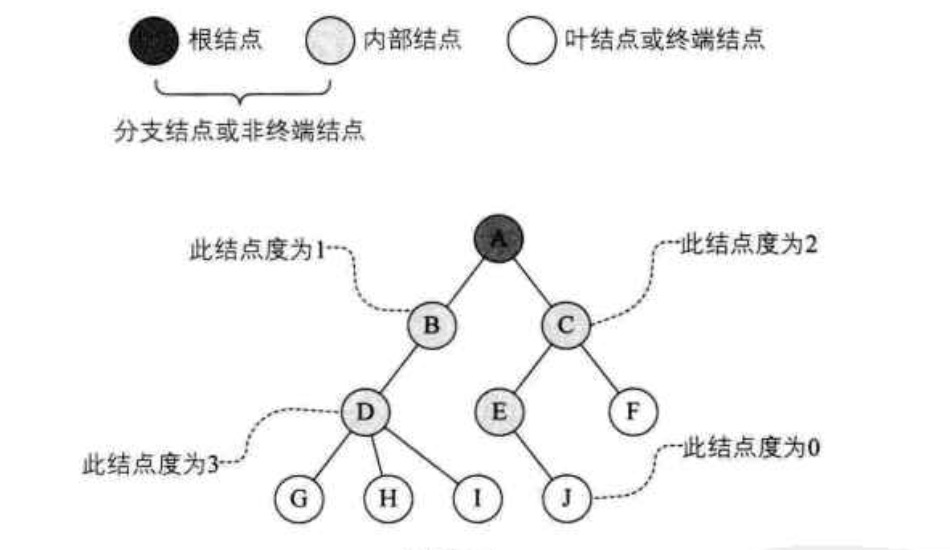 根结点 内部结点 叶结点或终端结点
分支结点或非终端结点
A
此结点度为1 此结点度为2
B C
D E F
此结点度为3 此结点度为0
G H I J